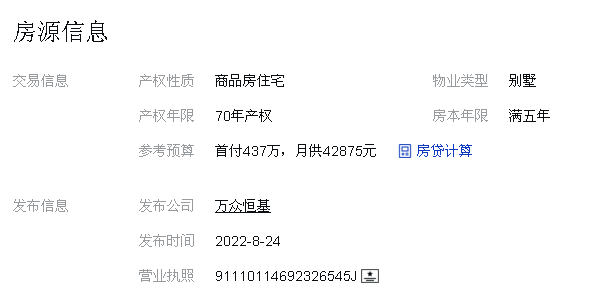 房源信息
交易信息 产权性质 商品房住宅 物业类型 别墅
产权年限 70年产权 房本年限 满五年
参考预算 首付437万，月供42875元 房贷计算
发布信息 发布公司 万众恒基
发布时间 2022-8-24
营业执照 91110114692326545J